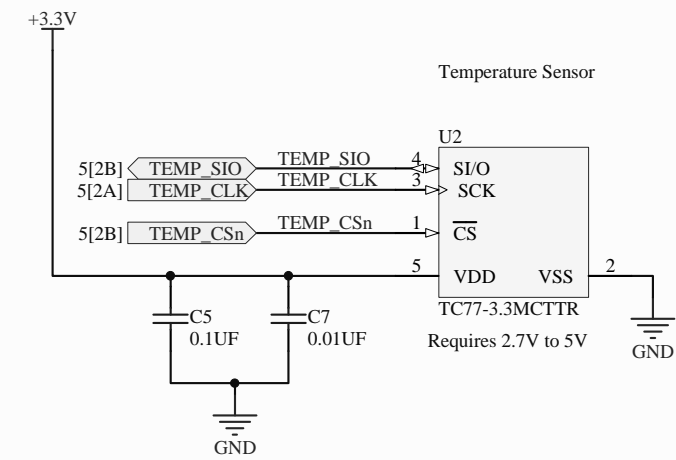 +3.3V
Temperature Sensor
U2
5[2B] TEMP_SIO TEMP_SIO 4 SI/O
5[2A] TEMP_CLK TEMP_CLK 3 SCK
5[2B] TEMP_CSn TEMP_CSn 1 CS
5 VDD VSS 2
C5 C7 TC77-3.3MCTTR
0.1UF 0.01UF Requires 2.7V to 5V
GND
GND